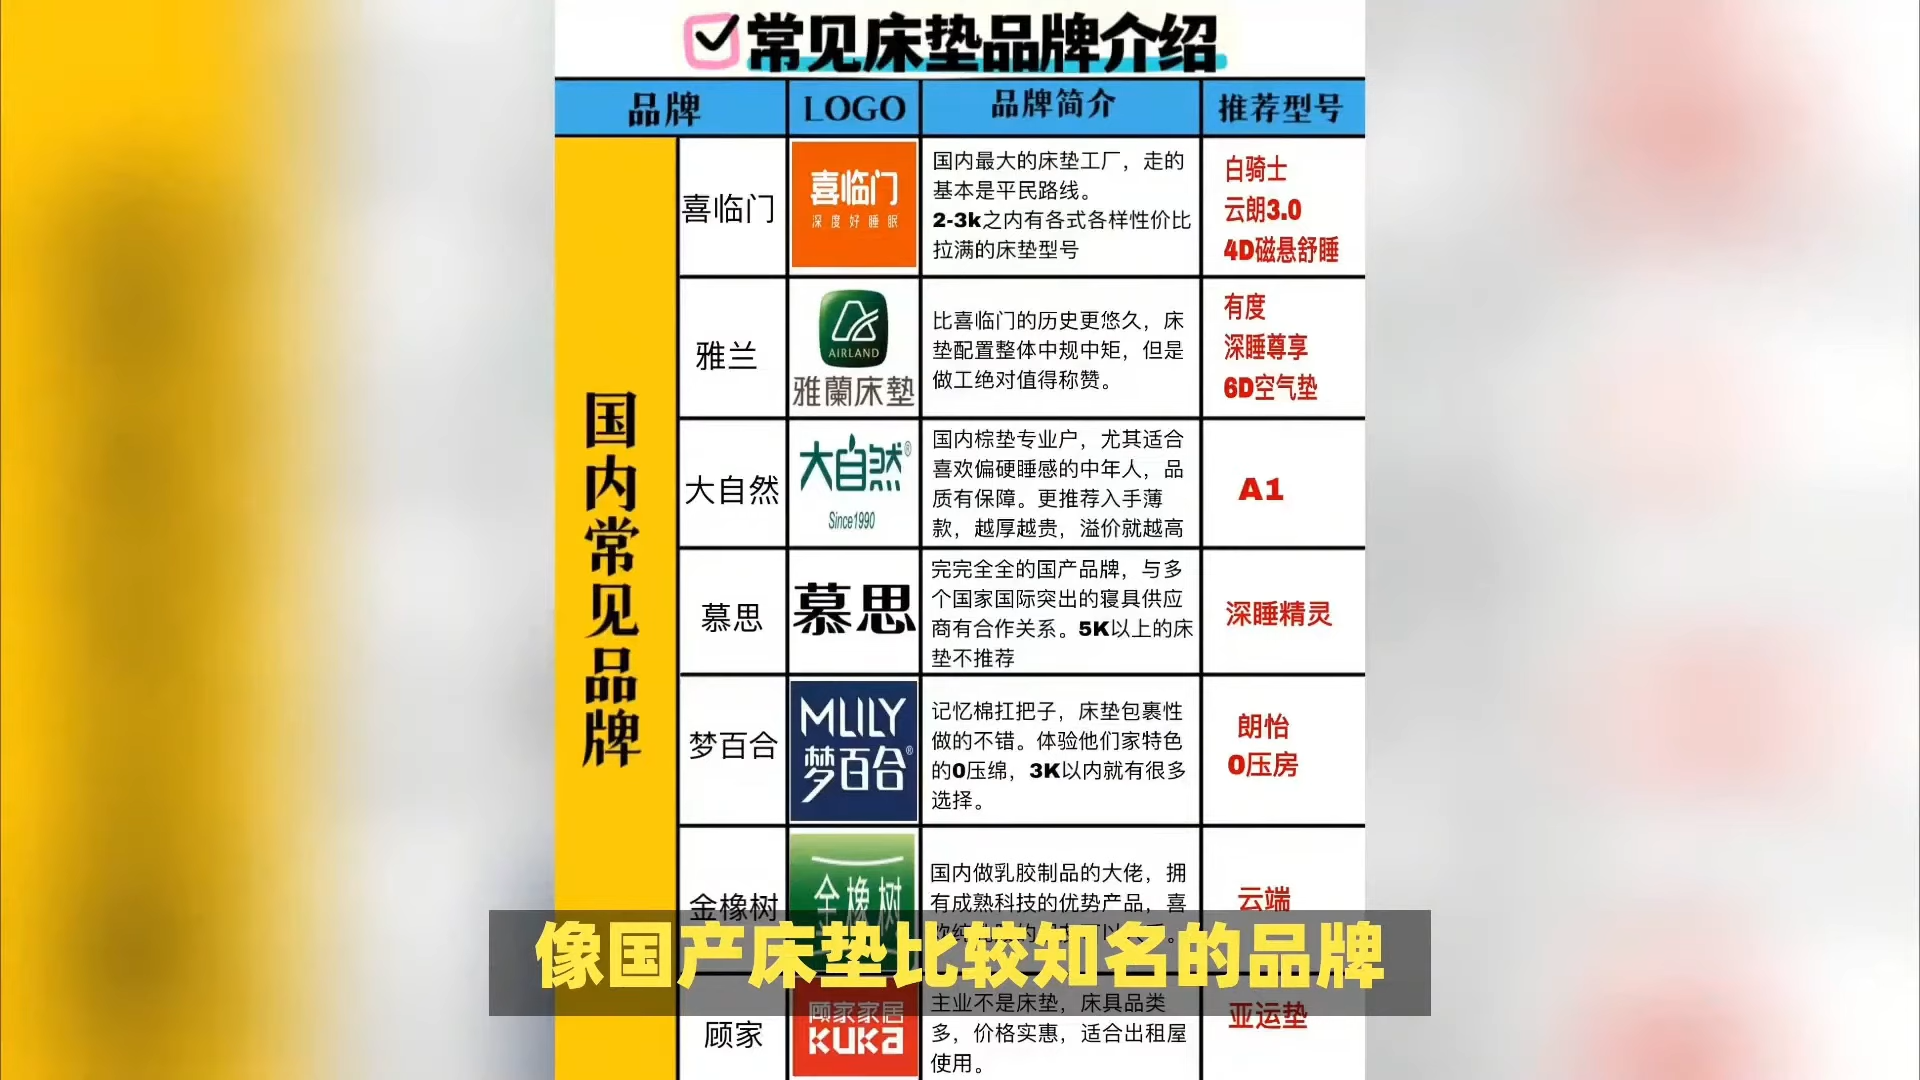 常见床垫品牌介绍
品牌
LOGO
品牌简介
推荐型号
国内常见品牌
喜临门
喜临门
深度好睡眠
国内最大的床垫工厂，走的
基本是平民路线。
2-3k之内有各式各样性价比
拉满的床垫型号
白骑士
云朗3.0
4D磁悬舒睡
雅兰
AIRLAND
雅蘭床墊
比喜临门的历史更悠久，床
垫配置整体中规中矩，但是
做工绝对值得称赞。
有度
深睡尊享
6D空气垫
大自然
大自然®
Since1990
国内棕垫专业户，尤其适合
喜欢偏硬睡感的中年人，品
质有保障。更推荐入手薄
款，越厚越贵，溢价就越高
A1
慕思
慕思
完完全全的国产品牌，与多
个国家国际突出的寝具供应
商有合作关系。5K以上的床
垫不推荐
深睡精灵
梦百合
MLILY
梦百合®
记忆棉扛把子，床垫包裹性
做的不错。体验他们家特色
的0压绵，3K以内就有很多
选择。
朗怡
0压房
金橡树
金橡树
国内做乳胶制品的大佬，拥
有成熟科技的优势产品，喜
云端
像国产床垫比较知名的品牌
顾家
顾家家居
KUKa
主业不是床垫，床具品类
多，价格实惠，适合出租屋
使用。
亚运垫